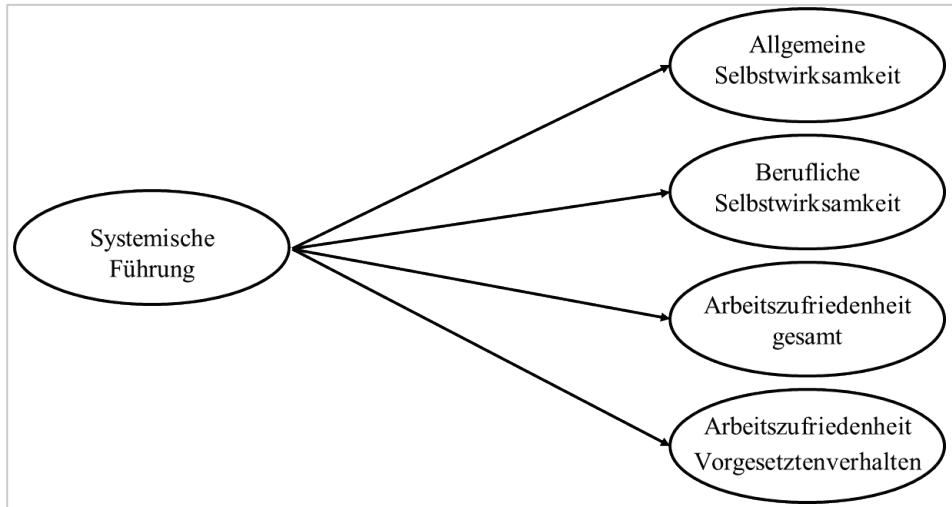 Systemische
Führung
Allgemeine
Selbstwirksamkeit
Berufliche
Selbstwirksamkeit
Arbeitszufriedenheit
gesamt
Arbeitszufriedenheit
Vorgesetztenverhalten